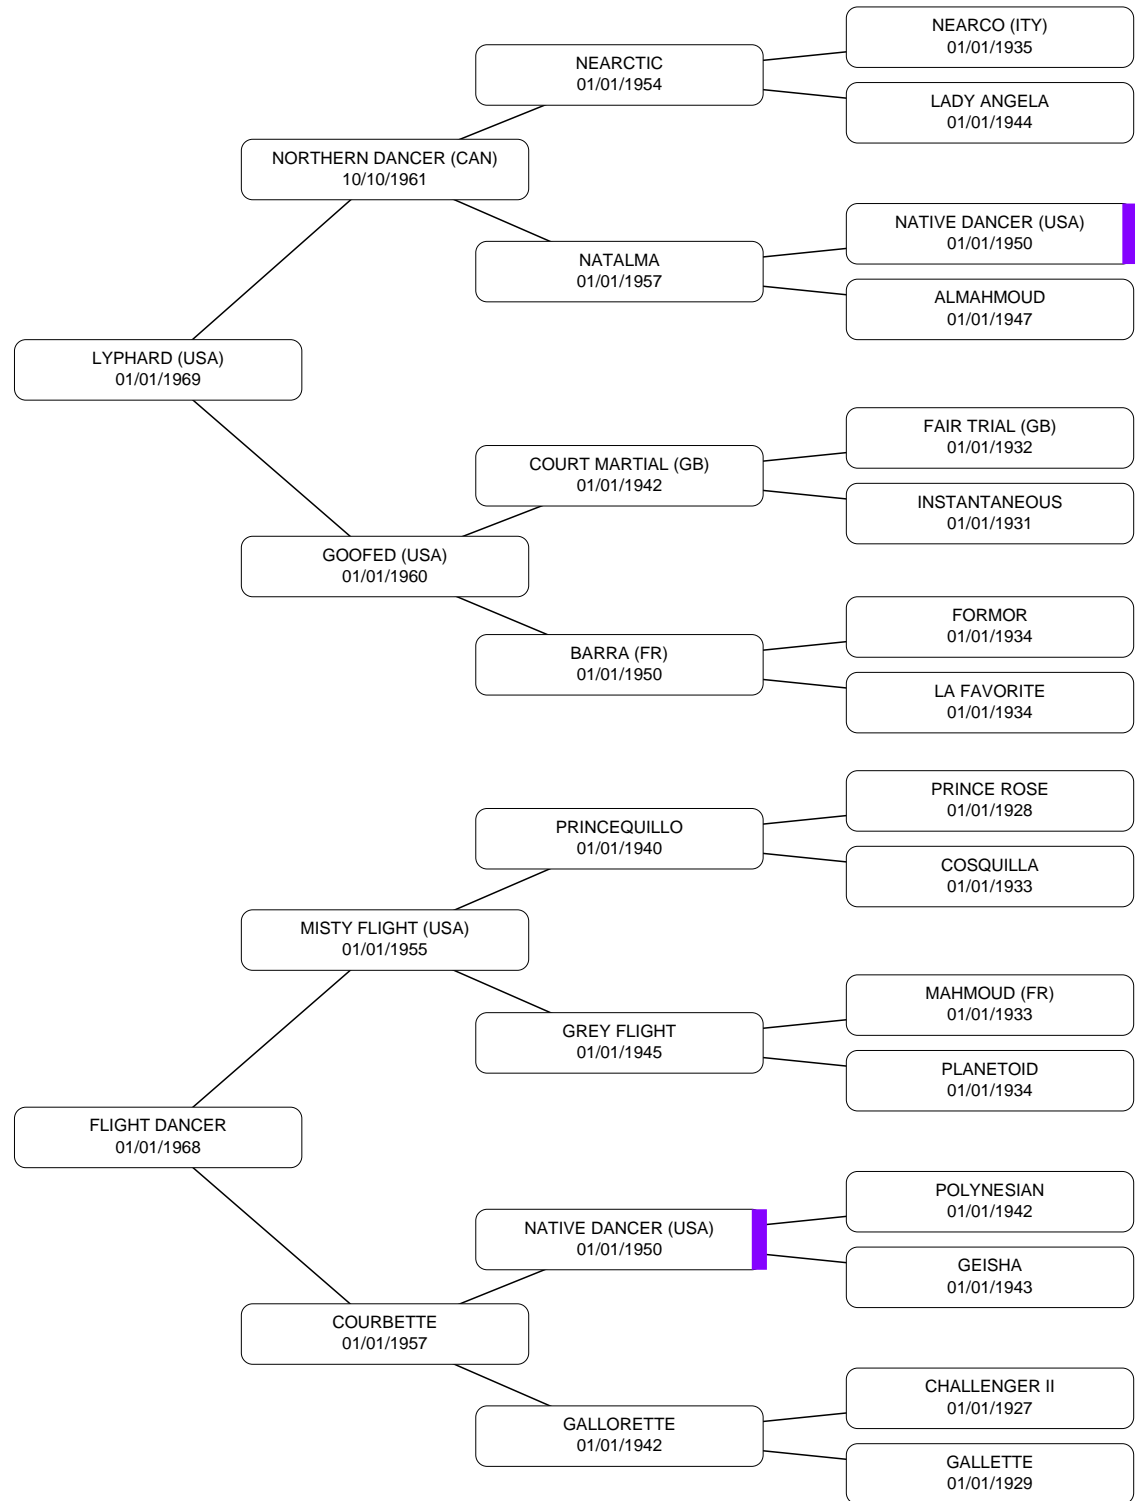 NEARCO (ITY)
01/01/1935
NEARCTIC
01/01/1954
LADY ANGELA
01/01/1944
NORTHERN DANCER (CAN)
10/10/1961
NATIVE DANCER (USA)
01/01/1950
NATALMA
01/01/1957
ALMAHMOUD
01/01/1947
LYPHARD (USA)
01/01/1969
FAIR TRIAL (GB)
01/01/1932
COURT MARTIAL (GB)
01/01/1942
INSTANTANEOUS
01/01/1931
GOOFED (USA)
01/01/1960
FORMOR
01/01/1934
BARRA (FR)
01/01/1950
LA FAVORITE
01/01/1934
PRINCE ROSE
01/01/1928
PRINCEQUILLO
01/01/1940
COSQUILLA
01/01/1933
MISTY FLIGHT (USA)
01/01/1955
MAHMOUD (FR)
01/01/1933
GREY FLIGHT
01/01/1945
PLANETOID
01/01/1934
FLIGHT DANCER
01/01/1968
POLYNESIAN
01/01/1942
NATIVE DANCER (USA)
01/01/1950
GEISHA
01/01/1943
COURBETTE
01/01/1957
CHALLENGER II
01/01/1927
GALLORETTE
01/01/1942
GALLETTE
01/01/1929